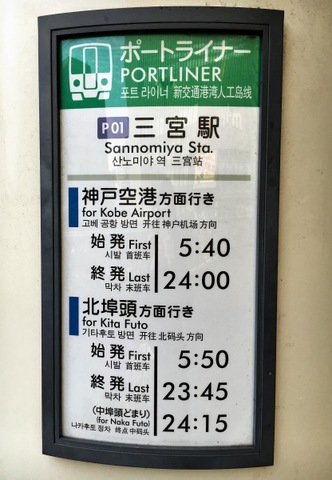 ポートライナー
PORTLINER
포트 라이너 新交通港湾人工岛线
P01 三宮駅
Sannomiya Sta.
산노미야 역 三宫站
神戸空港方面行き
for Kobe Airport
고베 공항 방면 开往 神户机场 方向
始発 First 5:40
시발 首班车
終発 Last 24:00
막차 末班车
北埠頭方面行き
for Kita Futo
기타후토 방면 开往 北码头 方向
始発 First 5:50
시발 首班车
終発 Last 23:45
막차 末班车
(中埠頭どまり) 24:15
(for Naka Futo)
나카후토 정차 终点 中码头